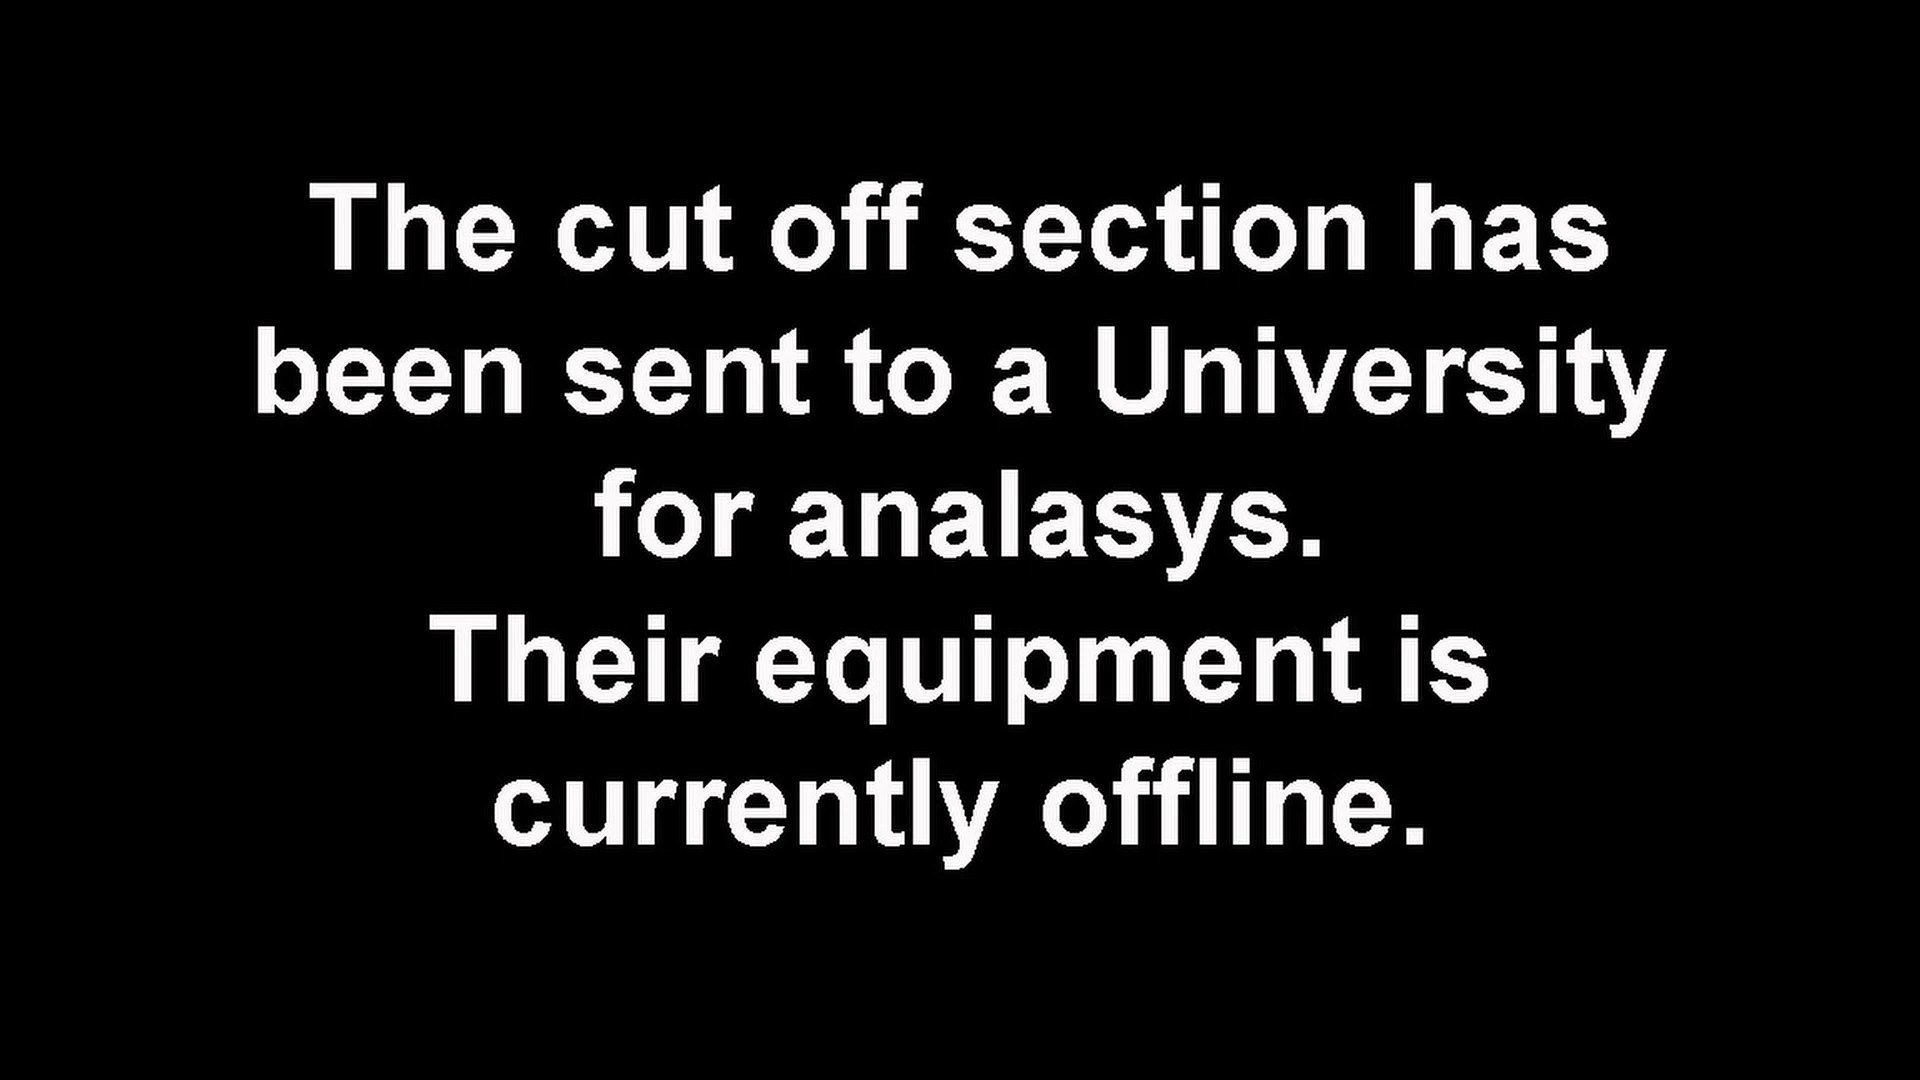 The cut off section has
been sent to a University
for analasys.
Their equipment is
currently offline.